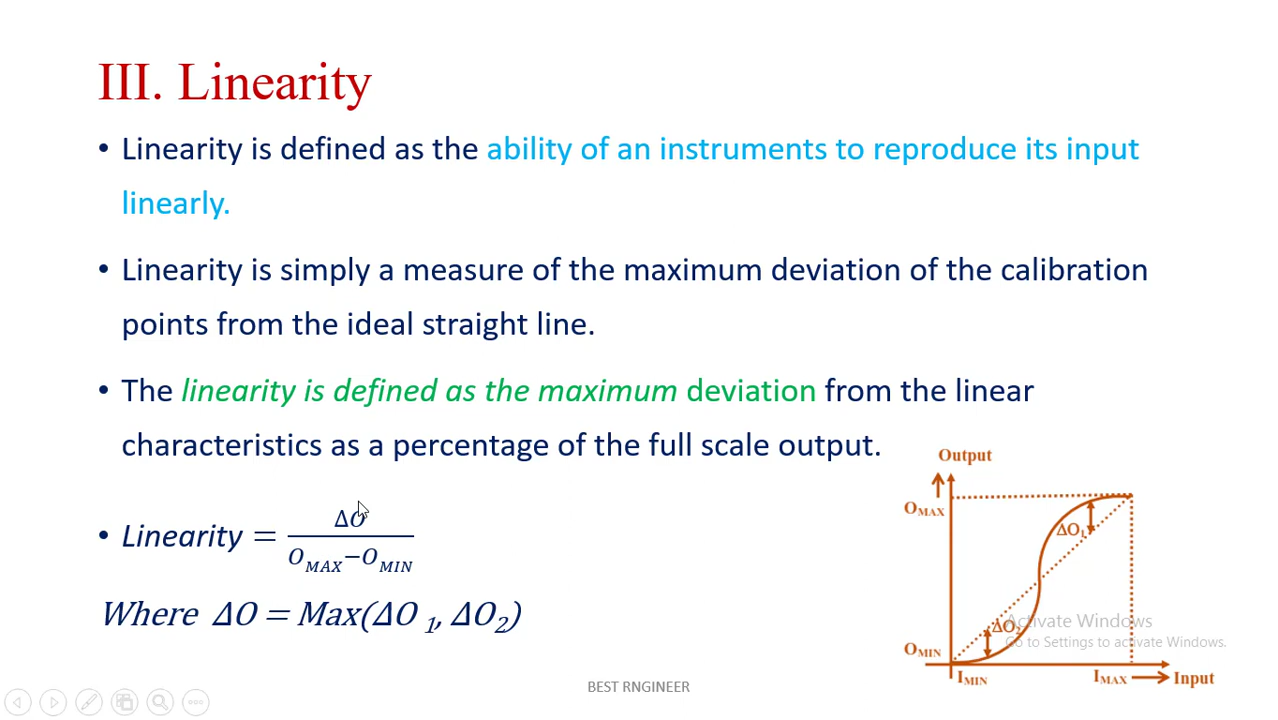 III. Linearity
• Linearity is defined as the ability of an instruments to reproduce its input
linearly.
• Linearity is simply a measure of the maximum deviation of the calibration
points from the ideal straight line.
• The linearity is defined as the maximum deviation from the linear
characteristics as a percentage of the full scale output.
• Linearity = ΔO / (O_MAX − O_MIN)
Where ΔO = Max(ΔO_1, ΔO_2)
Output
O_MAX
ΔO_1
ΔO_2
O_MIN
I_MIN
I_MAX
Input
Activate Windows
Go to Settings to activate Windows.
BEST RNGINEER